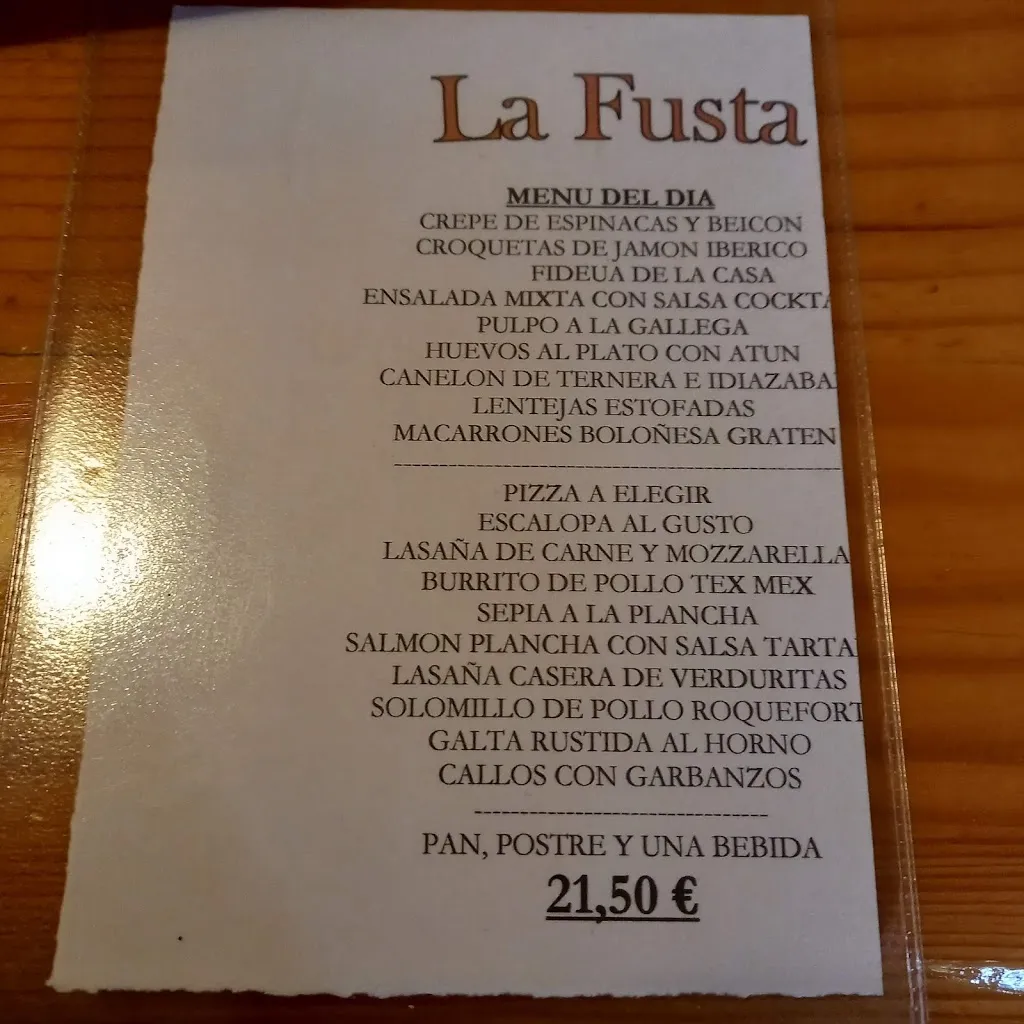 La Fusta
MENU DEL DIA
CREPE DE ESPINACAS Y BEICON
CROQUETAS DE JAMON IBERICO
FIDEUA DE LA CASA
ENSALADA MIXTA CON SALSA COCKTA
PULPO A LA GALLEGA
HUEVOS AL PLATO CON ATUN
CANELON DE TERNERA E IDIAZABA
LENTEJAS ESTOFADAS
MACARRONES BOLOÑESA GRATEN
PIZZA A ELEGIR
ESCALOPA AL GUSTO
LASAÑA DE CARNE Y MOZZARELLA
BURRITO DE POLLO TEX MEX
SEPIA A LA PLANCHA
SALMON PLANCHA CON SALSA TARTA
LASAÑA CASERA DE VERDURITAS
SOLOMILLO DE POLLO ROQUEFORT
GALTA RUSTIDA AL HORNO
CALLOS CON GARBANZOS
PAN, POSTRE Y UNA BEBIDA
21,50 €